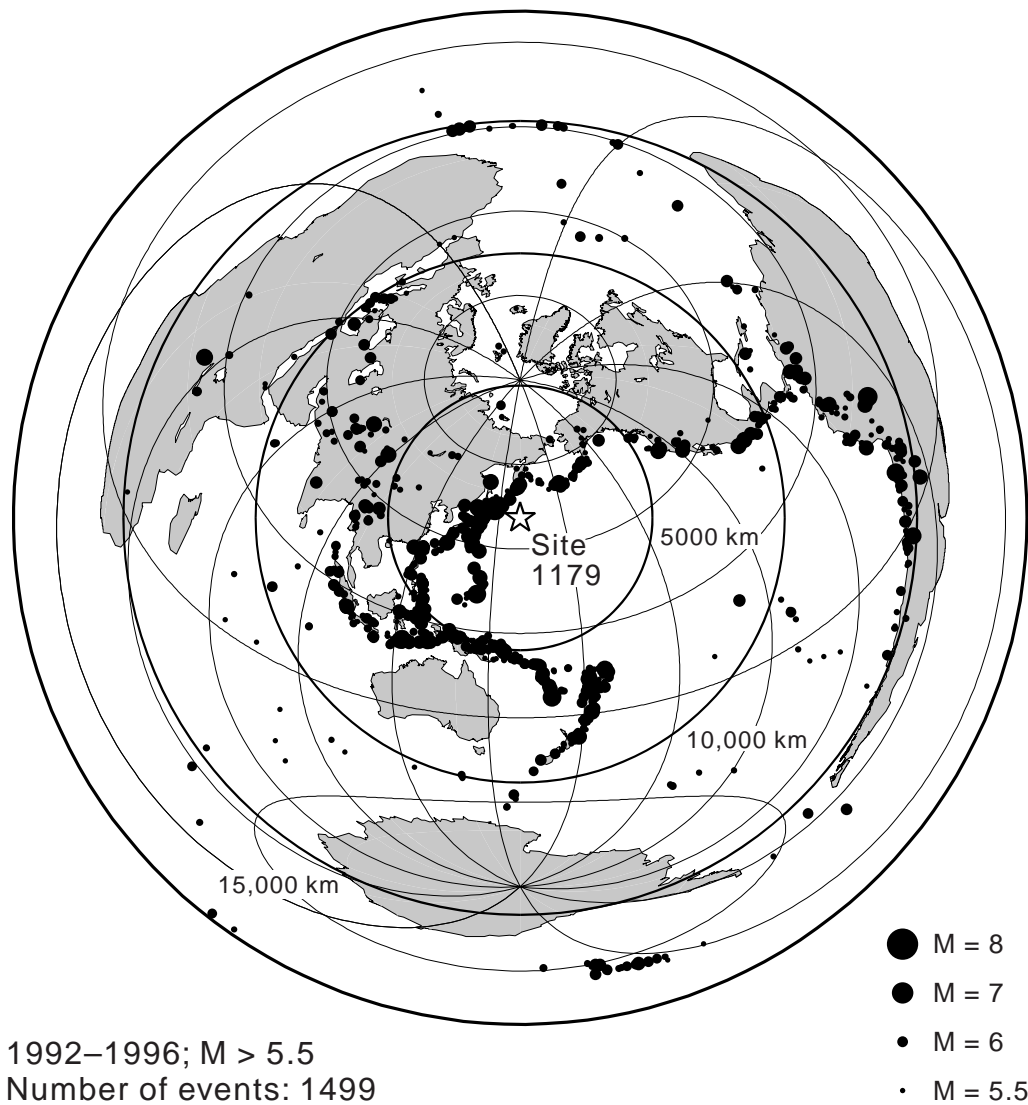 Site
1179
5000 km
10,000 km
15,000 km
M = 8
M = 7
M = 6
M = 5.5
1992–1996; M > 5.5
Number of events: 1499